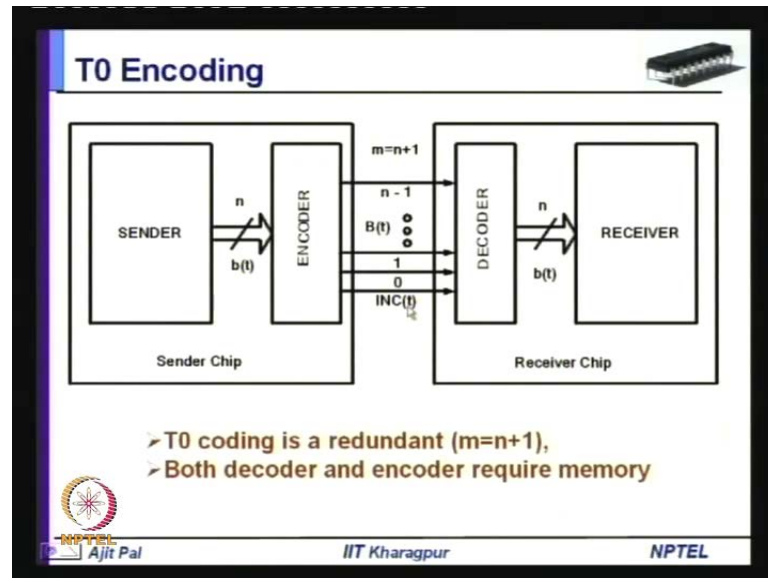 T0 Encoding
m=n+1
n
n - 1
n
SENDER
ENCODER
B(t)
DECODER
RECEIVER
b(t)
1
b(t)
0
INC(t)
Sender Chip
Receiver Chip
➢T0 coding is a redundant (m=n+1),
➢Both decoder and encoder require memory
NPTEL
Ajit Pal
IIT Kharagpur
NPTEL